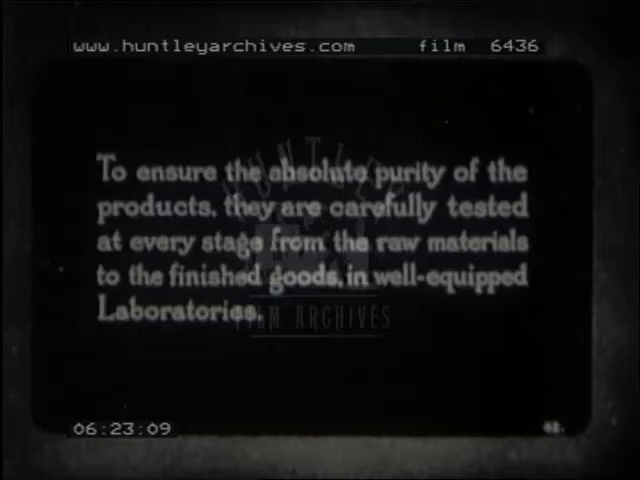 www.huntleyarchives.com film 6436
To ensure the absolute purity of the
products, they are carefully tested
at every stage from the raw materials
to the finished goods, in well-equipped
Laboratories.
HUNTLEY
FILM ARCHIVES
06:23:09